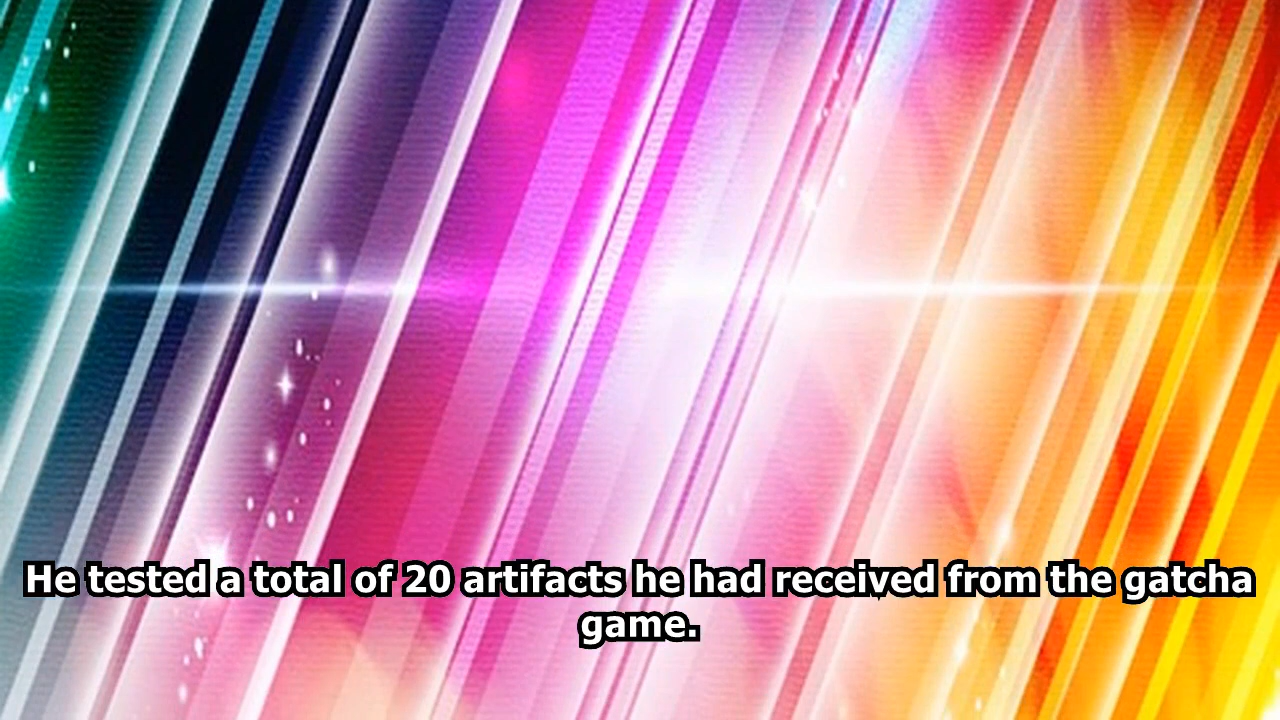 He tested a total of 20 artifacts he had received from the gatcha
game.